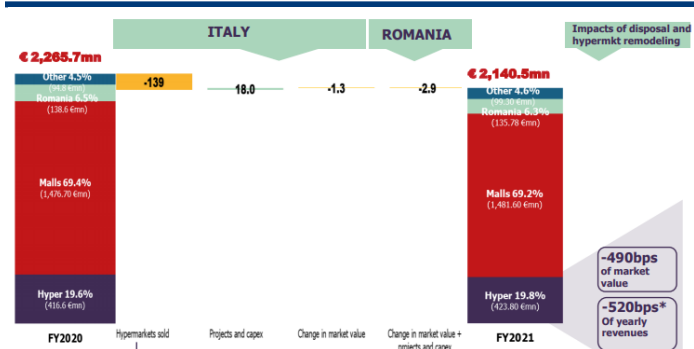 ITALY
ROMANIA
Impacts of disposal and
hypermkt remodeling
€ 2,265.7mn
Other 4.5%
(94.6 €mn)
Romania 6.5%
(138.6 €mn)
Malls 69.4%
(1,476.70 €mn)
Hyper 19.6%
(416.6 €mn)
FY2020
-139
18.0
-1.3
-2.9
Hypermarkets sold
Projects and capex
Change in market value
Change in market value +
projects and capex
€ 2,140.5mn
Other 4.6%
(99.30 €mn)
Romania 6.3%
(135.78 €mn)
Malls 69.2%
(1,481.60 €mn)
Hyper 19.8%
(423.80 €mn)
FY2021
-490bps
of market
value
-520bps*
Of yearly
revenues